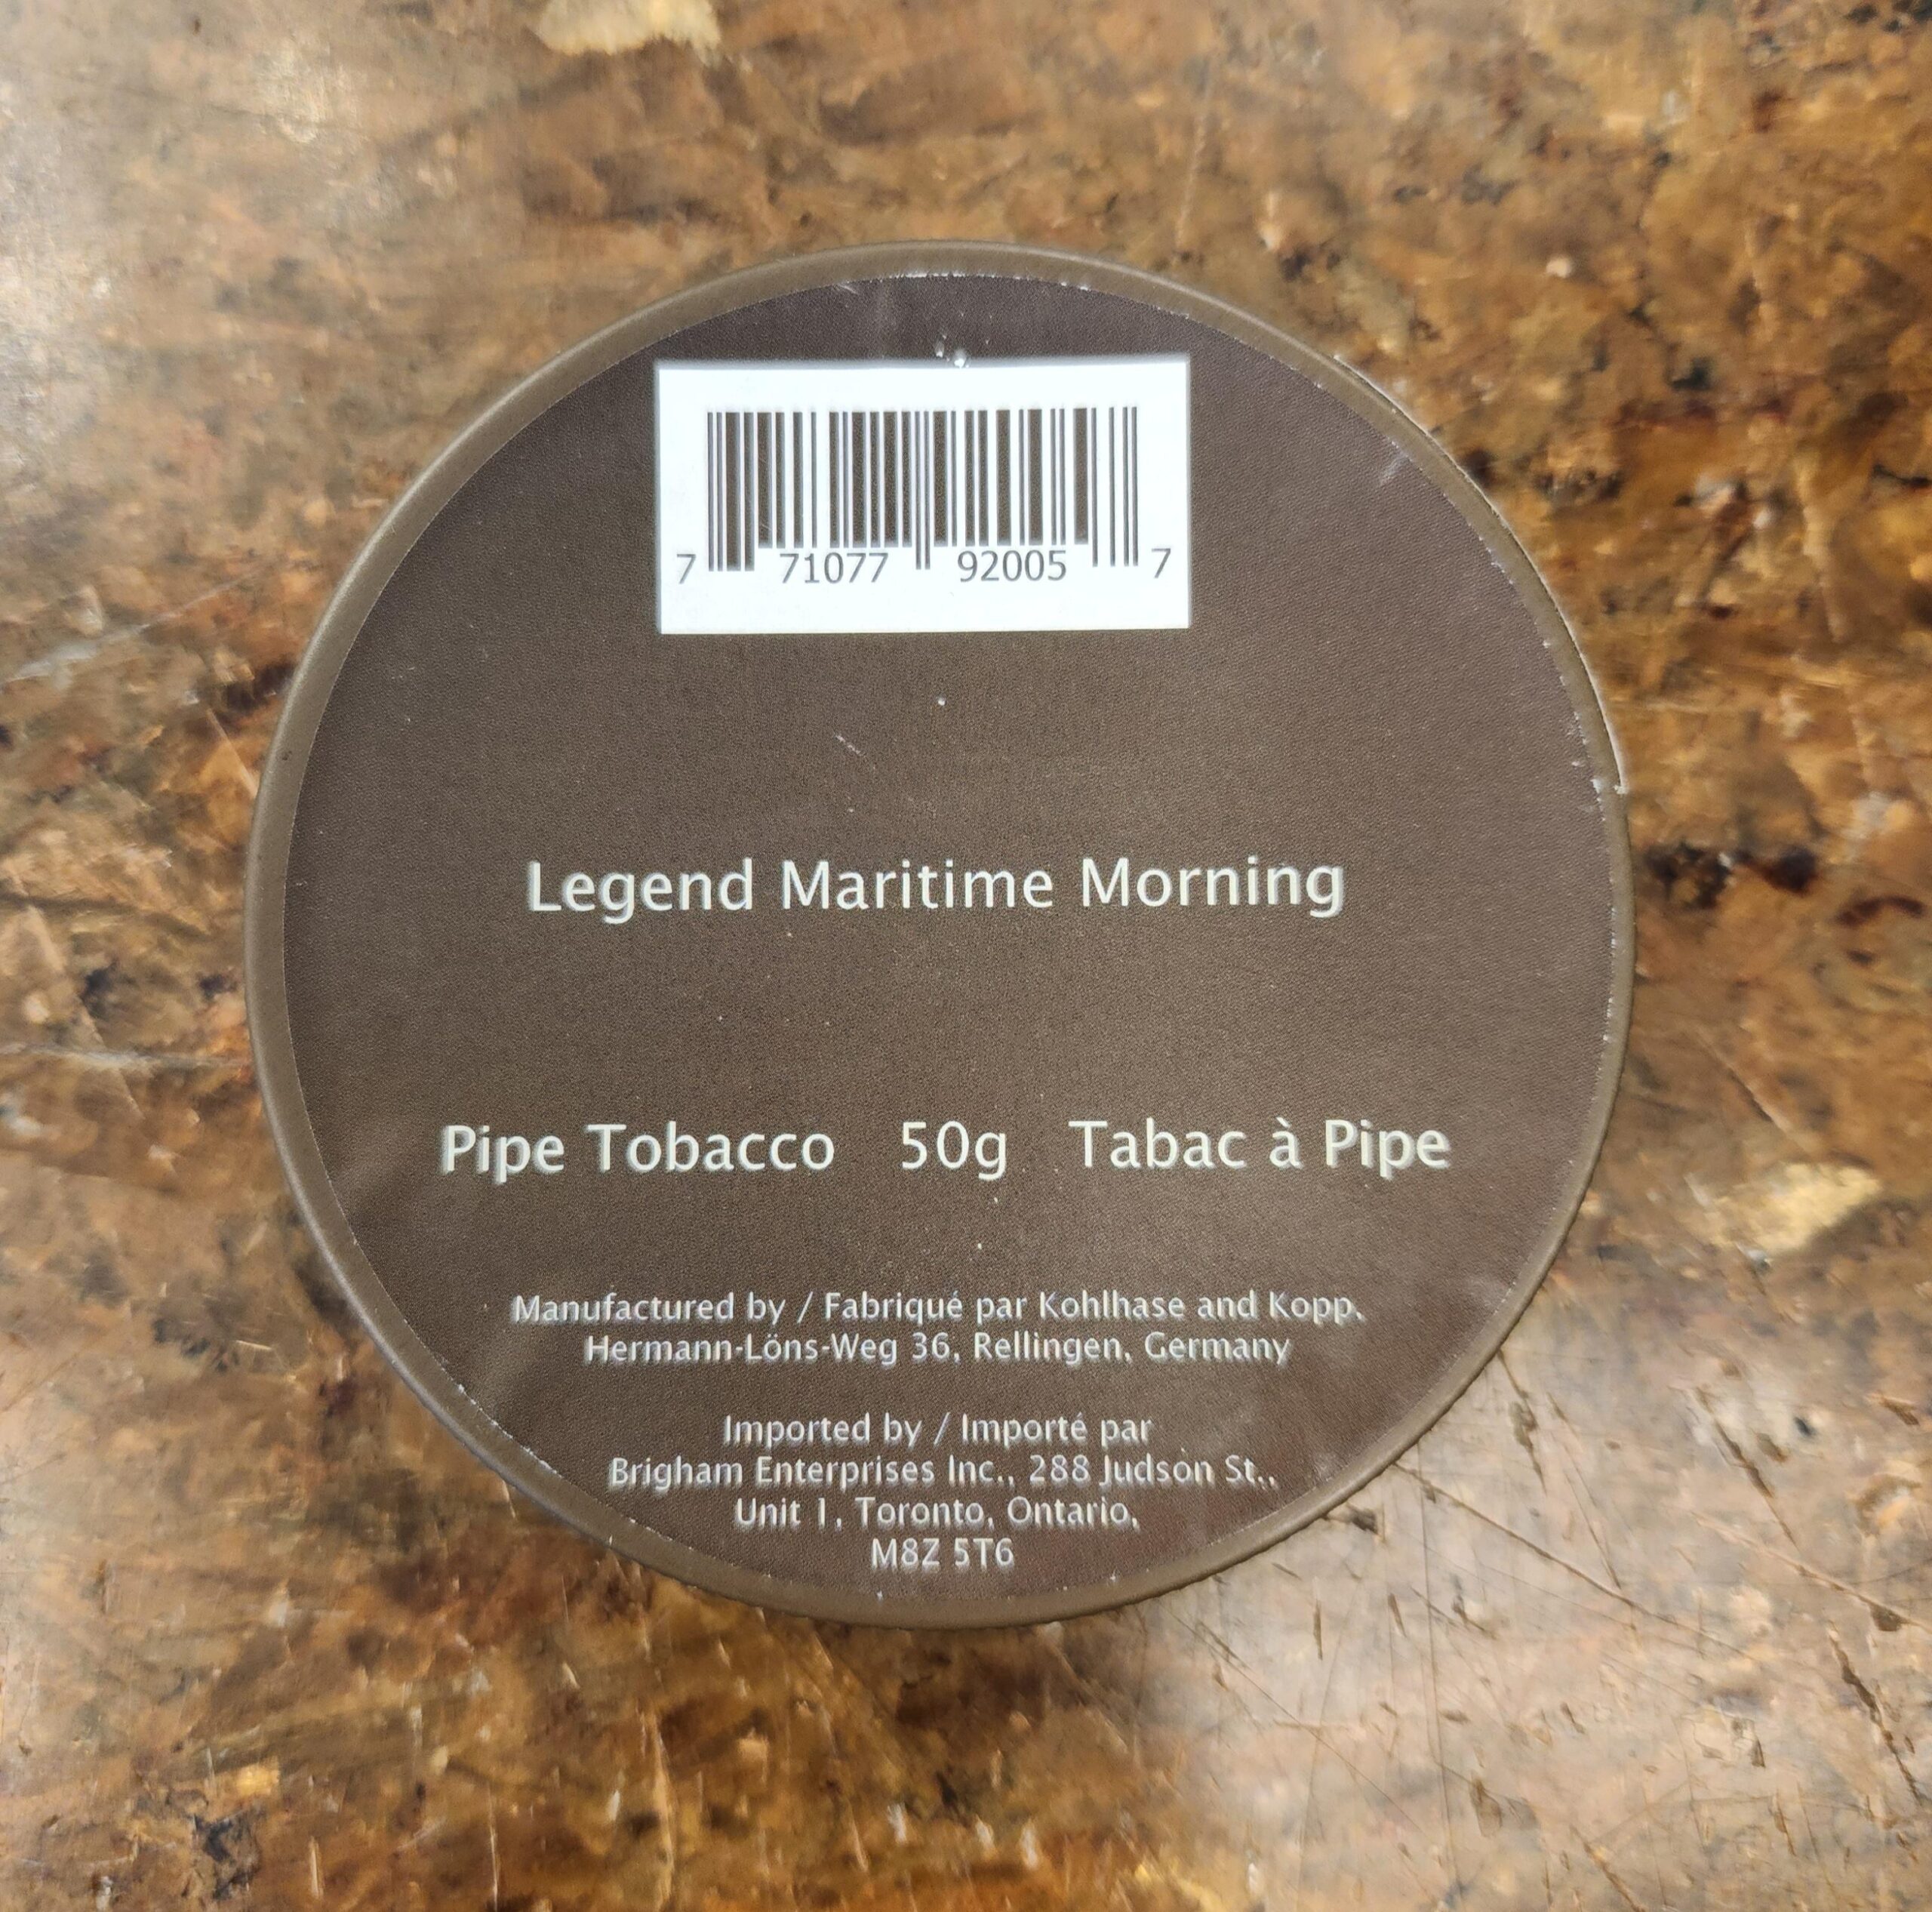 7 71077 92005 7
Legend Maritime Morning
Pipe Tobacco 50g Tabac à Pipe
Manufactured by / Fabriqué par Kohlhase and Kopp,
Hermann-Löns-Weg 36, Rellingen, Germany
Imported by / Importé par
Brigham Enterprises Inc., 288 Judson St.,
Unit 1, Toronto, Ontario,
M8Z 5T6